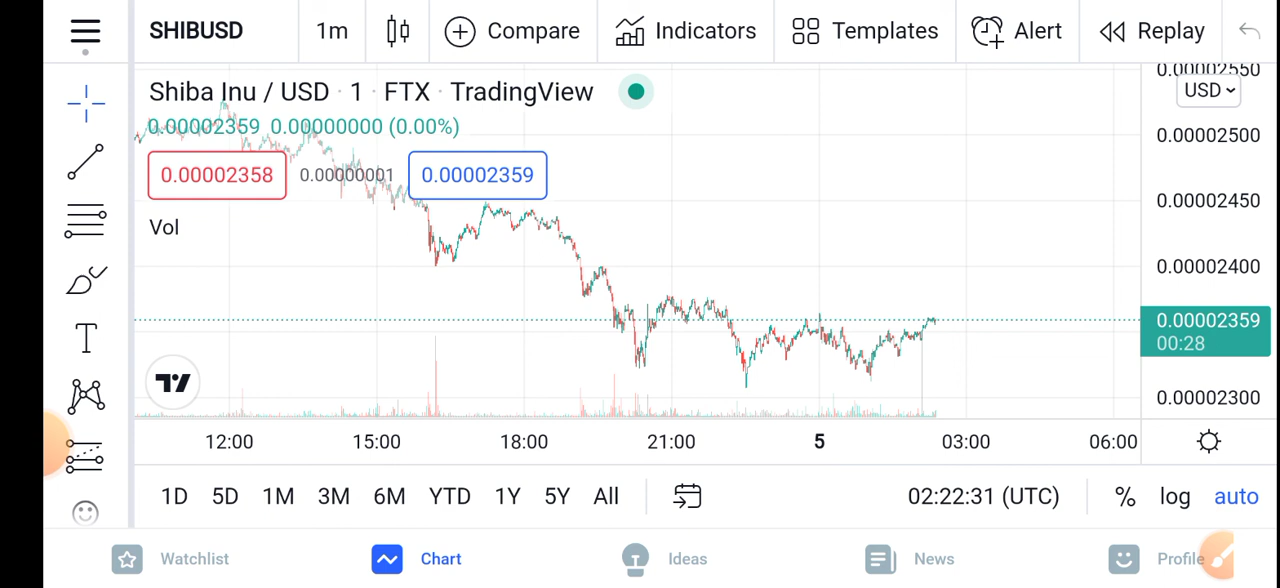 SHIBUSD 1m Compare Indicators Templates Alert Replay
Shiba Inu / USD · 1 · FTX · TradingView
0.00002359 0.00000000 (0.00%)
0.00002358 0.00000001 0.00002359
Vol
0.00002550
USD
0.00002500
0.00002450
0.00002400
0.00002359
00:28
0.00002300
12:00 15:00 18:00 21:00 5 03:00 06:00
1D 5D 1M 3M 6M YTD 1Y 5Y All 02:22:31 (UTC) % log auto
Watchlist Chart Ideas News Profile